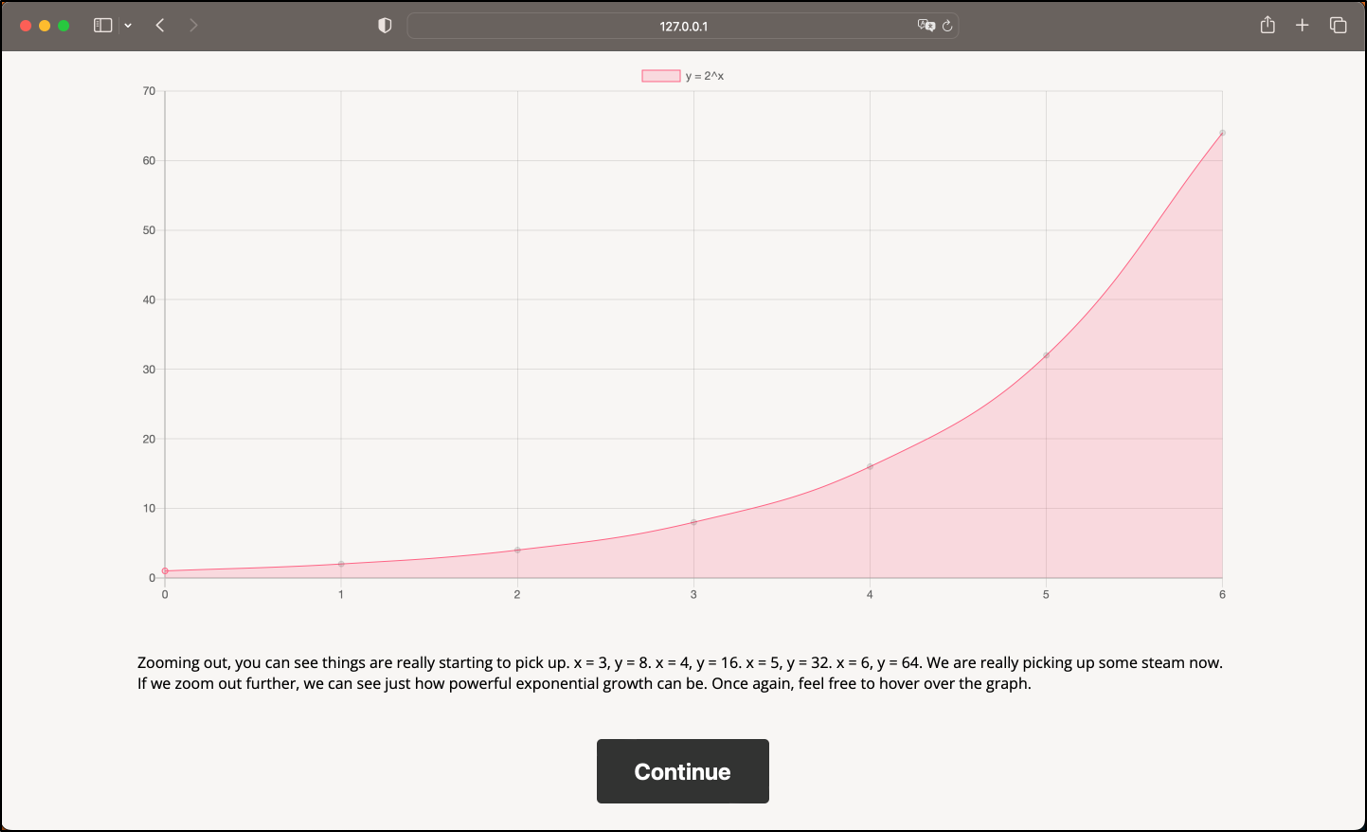 127.0.0.1
y = 2^x
70
60
50
40
30
20
10
0
0 1 2 3 4 5 6
Zooming out, you can see things are really starting to pick up. x = 3, y = 8. x = 4, y = 16. x = 5, y = 32. x = 6, y = 64. We are really picking up some steam now.
If we zoom out further, we can see just how powerful exponential growth can be. Once again, feel free to hover over the graph.
Continue